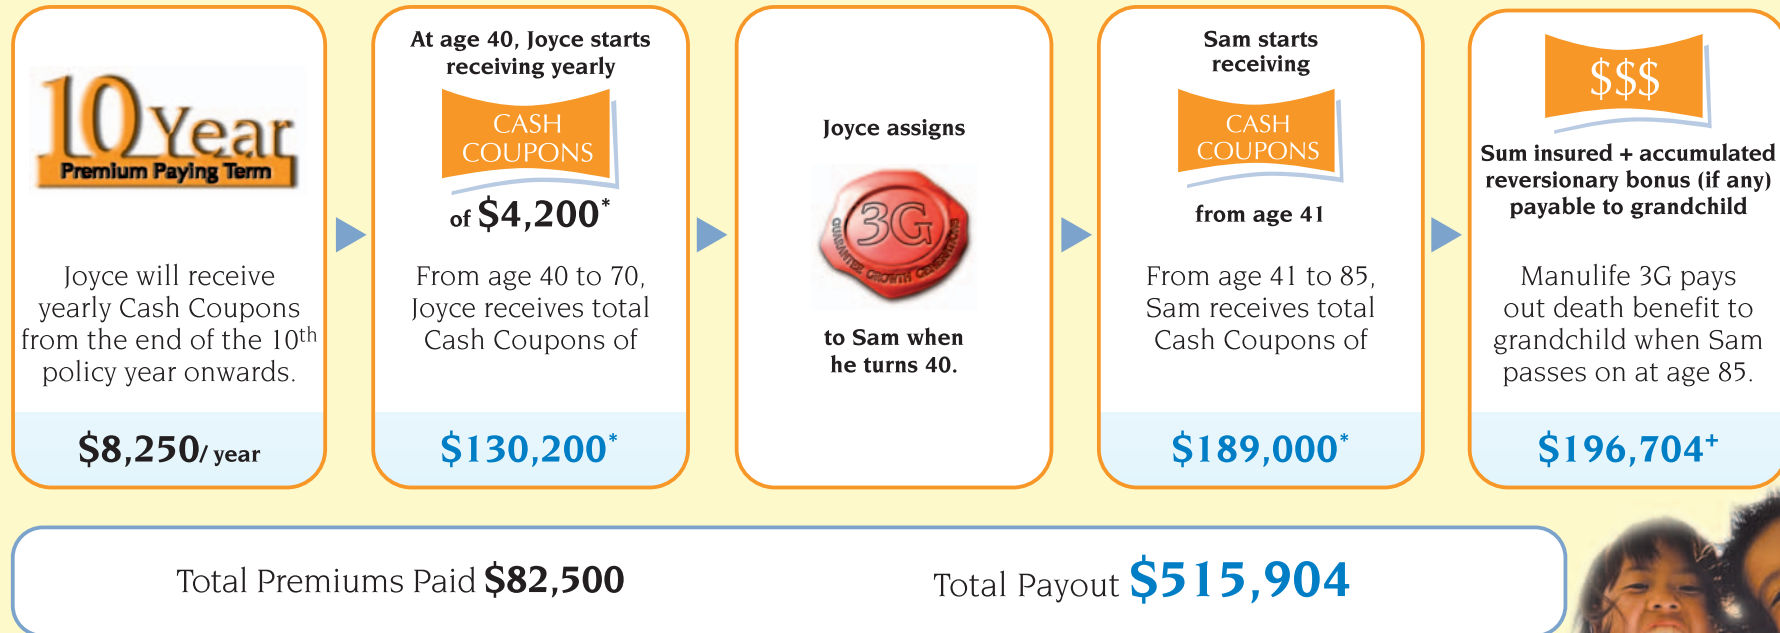 10 Year
Premium Paying Term
Joyce will receive
yearly Cash Coupons
from the end of the 10th
policy year onwards.
$8,250/ year
At age 40, Joyce starts
receiving yearly
CASH
COUPONS
of $4,200*
From age 40 to 70,
Joyce receives total
Cash Coupons of
$130,200*
Joyce assigns
3G
GUARANTEE GROWTH GENERATIONS
to Sam when
he turns 40.
Sam starts
receiving
CASH
COUPONS
from age 41
From age 41 to 85,
Sam receives total
Cash Coupons of
$189,000*
$$$
Sum insured + accumulated
reversionary bonus (if any)
payable to grandchild
Manulife 3G pays
out death benefit to
grandchild when Sam
passes on at age 85.
$196,704+
Total Premiums Paid $82,500
Total Payout $515,904